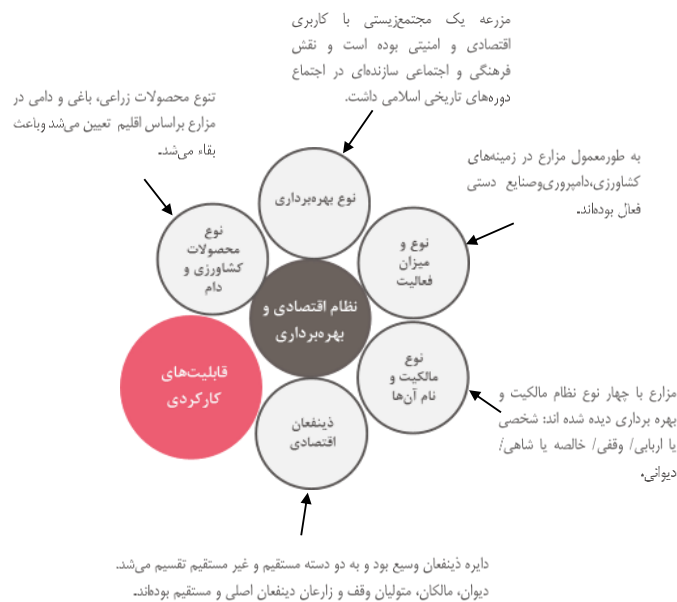 مزرعه یک مجتمع‌زیستی با کاربری
اقتصادی و امنیتی بوده است و نقش
فرهنگی و اجتماعی سازنده‌ای در اجتماع
دوره‌های تاریخی اسلامی داشت.
تنوع محصولات زراعی، باغی و دامی در
مزارع براساس اقلیم تعیین می‌شد وباعث
بقاء می‌شد.
به طورمعمول مزارع در زمینه‌های
کشاورزی،دامپروری‌وصنایع دستی
فعال بوده‌اند.
نوع بهره‌برداری
نوع
محصولات
کشاورزی و
دام
نوع و
میزان
فعالیت
نظام اقتصادی و
بهره‌برداری
قابلیت‌های
کارکردی
نوع
مالکیت و
نام آن‌ها
ذینفعان
اقتصادی
مزارع با چهار نوع نظام مالکیت و
بهره برداری دیده شده اند: شخصی
یا اربابی/ وقفی/ خالصه یا شاهی/
دیوانی.
دایره ذینفعان وسیع بود و به دو دسته مستقیم و غیر مستقیم تقسیم می‌شد.
دیوان، مالکان، متولیان وقف و زارعان دینفعان اصلی و مستقیم بوده‌اند.